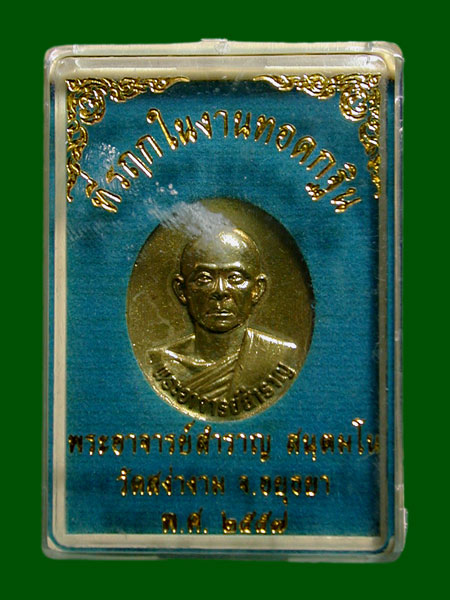 ที่ระฤกในงานทอดกฐิน
พระอาจารย์สำราญ
พระอาจารย์สำราญ สนฺตมโน
วัดสง่างาม จ.อยุธยา
พ.ศ. ๒๕๕๗